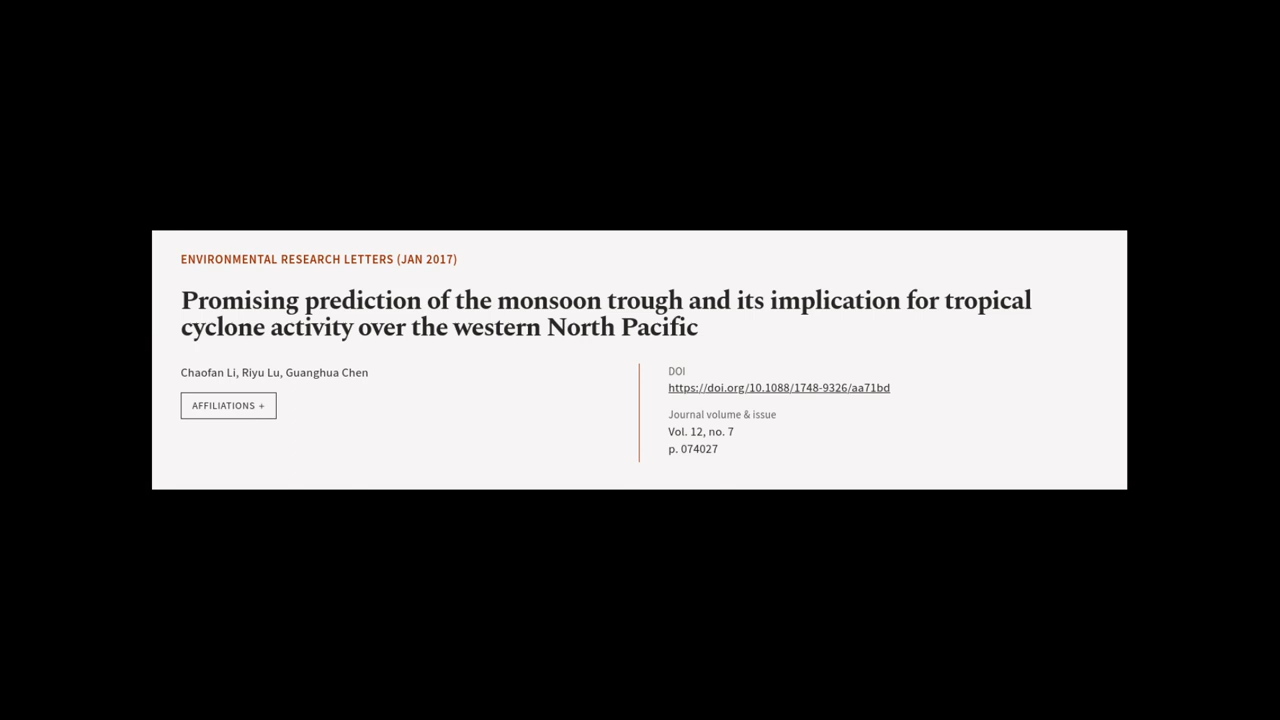 ENVIRONMENTAL RESEARCH LETTERS (JAN 2017)
Promising prediction of the monsoon trough and its implication for tropical
cyclone activity over the western North Pacific
Chaofan Li, Riyu Lu, Guanghua Chen
AFFILIATIONS +
DOI
https://doi.org/10.1088/1748-9326/aa71bd
Journal volume & issue
Vol. 12, no. 7
p. 074027